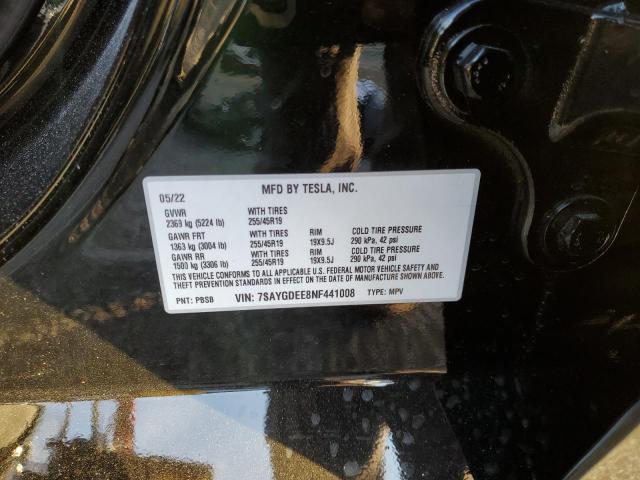 MFD BY TESLA, INC.
05/22
GVWR WITH TIRES
2369 kg (5224 lb) 255/45R19
GAWR FRT WITH TIRES RIM COLD TIRE PRESSURE
1363 kg (3004 lb) 255/45R19 19X9.5J 290 kPa, 42 psi
GAWR RR WITH TIRES RIM COLD TIRE PRESSURE
1500 kg (3306 lb) 255/45R19 19X9.5J 290 kPa, 42 psi
THIS VEHICLE CONFORMS TO ALL APPLICABLE U.S. FEDERAL MOTOR VEHICLE SAFETY AND
THEFT PREVENTION STANDARDS IN EFFECT ON THE DATE OF MANUFACTURE SHOWN ABOVE.
PNT: PBSB VIN: 7SAYGDEE8NF441008 TYPE: MPV